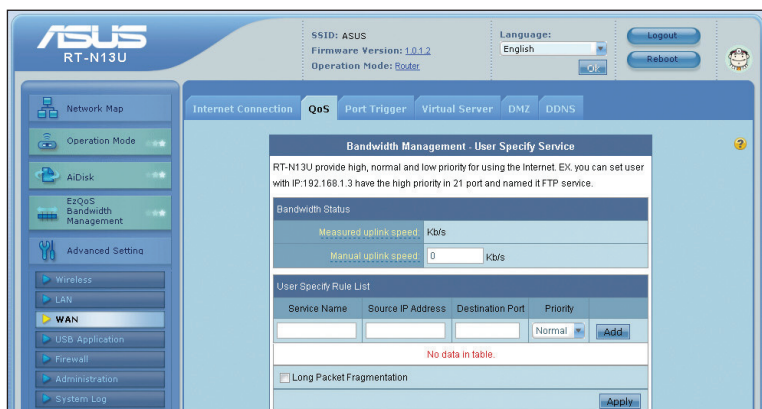 ASUS
RT-N13U
SSID: ASUS
Firmware Version: 1.0.1.2
Operation Mode: Router
Language:
English
OK
Logout
Reboot
Network Map
Operation Mode
AiDisk
EzQoS
Bandwidth
Management
Advanced Setting
Wireless
LAN
WAN
USB Application
Firewall
Administration
System Log
Internet Connection QoS Port Trigger Virtual Server DMZ DDNS
?
Bandwidth Management - User Specify Service
RT-N13U provide high, normal and low priority for using the Internet. EX. you can set user
with IP:192.168.1.3 have the high priority in 21 port and named it FTP service.
Bandwidth Status
Measured uplink speed: Kb/s
Manual uplink speed: 0 Kb/s
User Specify Rule List
Service Name Source IP Address Destination Port Priority
Normal Add
No data in table.
Long Packet Fragmentation
Apply